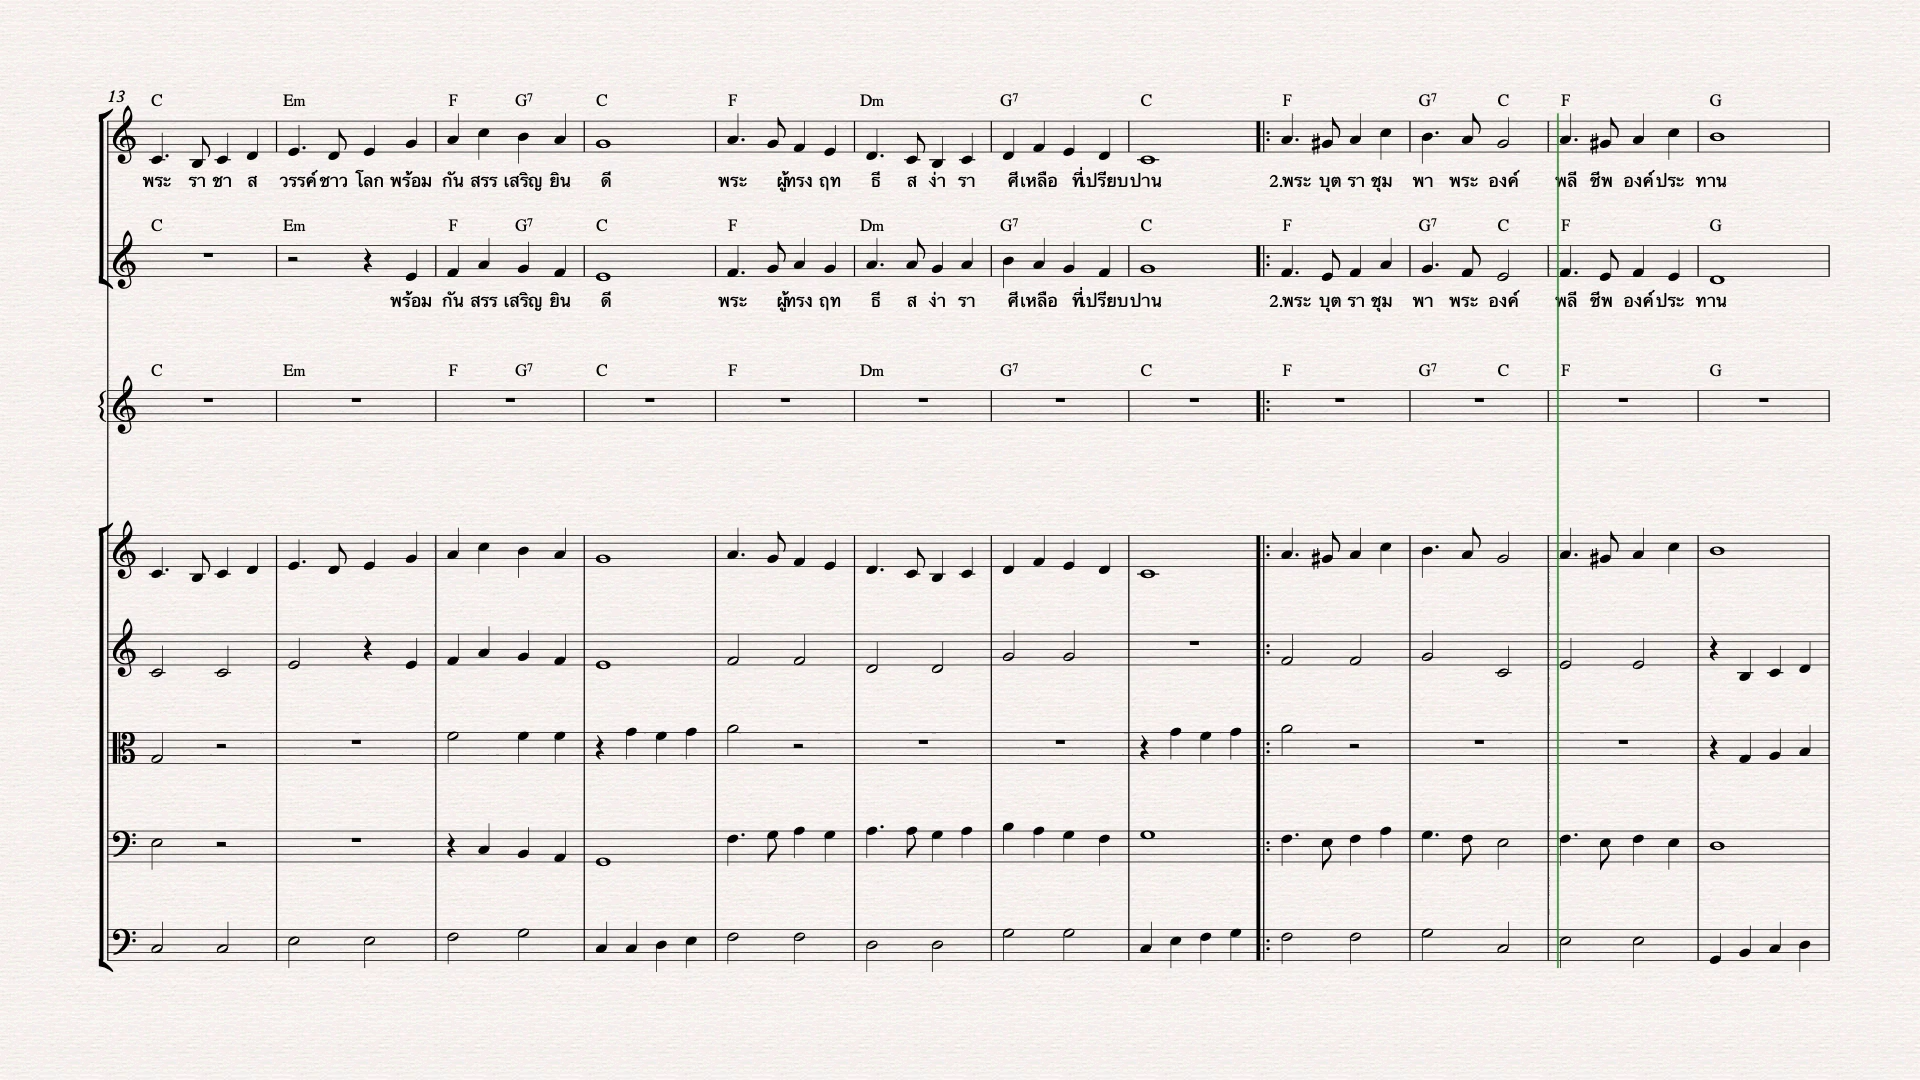 13
C Em F G7 C F Dm G7 C F G7 C F G
พระ รา ชา ส วรรค์ ชาว โลก พร้อม กัน สรร เสริญ ยิน ดี พระ ผู้ทรง ฤท ธี ส ง่า รา ศีเหลือ ที่เปรียบปาน 2.พระ บุต รา ชุม พา พระ องค์ พลี ชีพ องค์ประ ทาน
C Em F G7 C F Dm G7 C F G7 C F G
พร้อม กัน สรร เสริญ ยิน ดี พระ ผู้ทรง ฤท ธี ส ง่า รา ศีเหลือ ที่เปรียบปาน 2.พระ บุต รา ชุม พา พระ องค์ พลี ชีพ องค์ประ ทาน
C Em F G7 C F Dm G7 C F G7 C F G